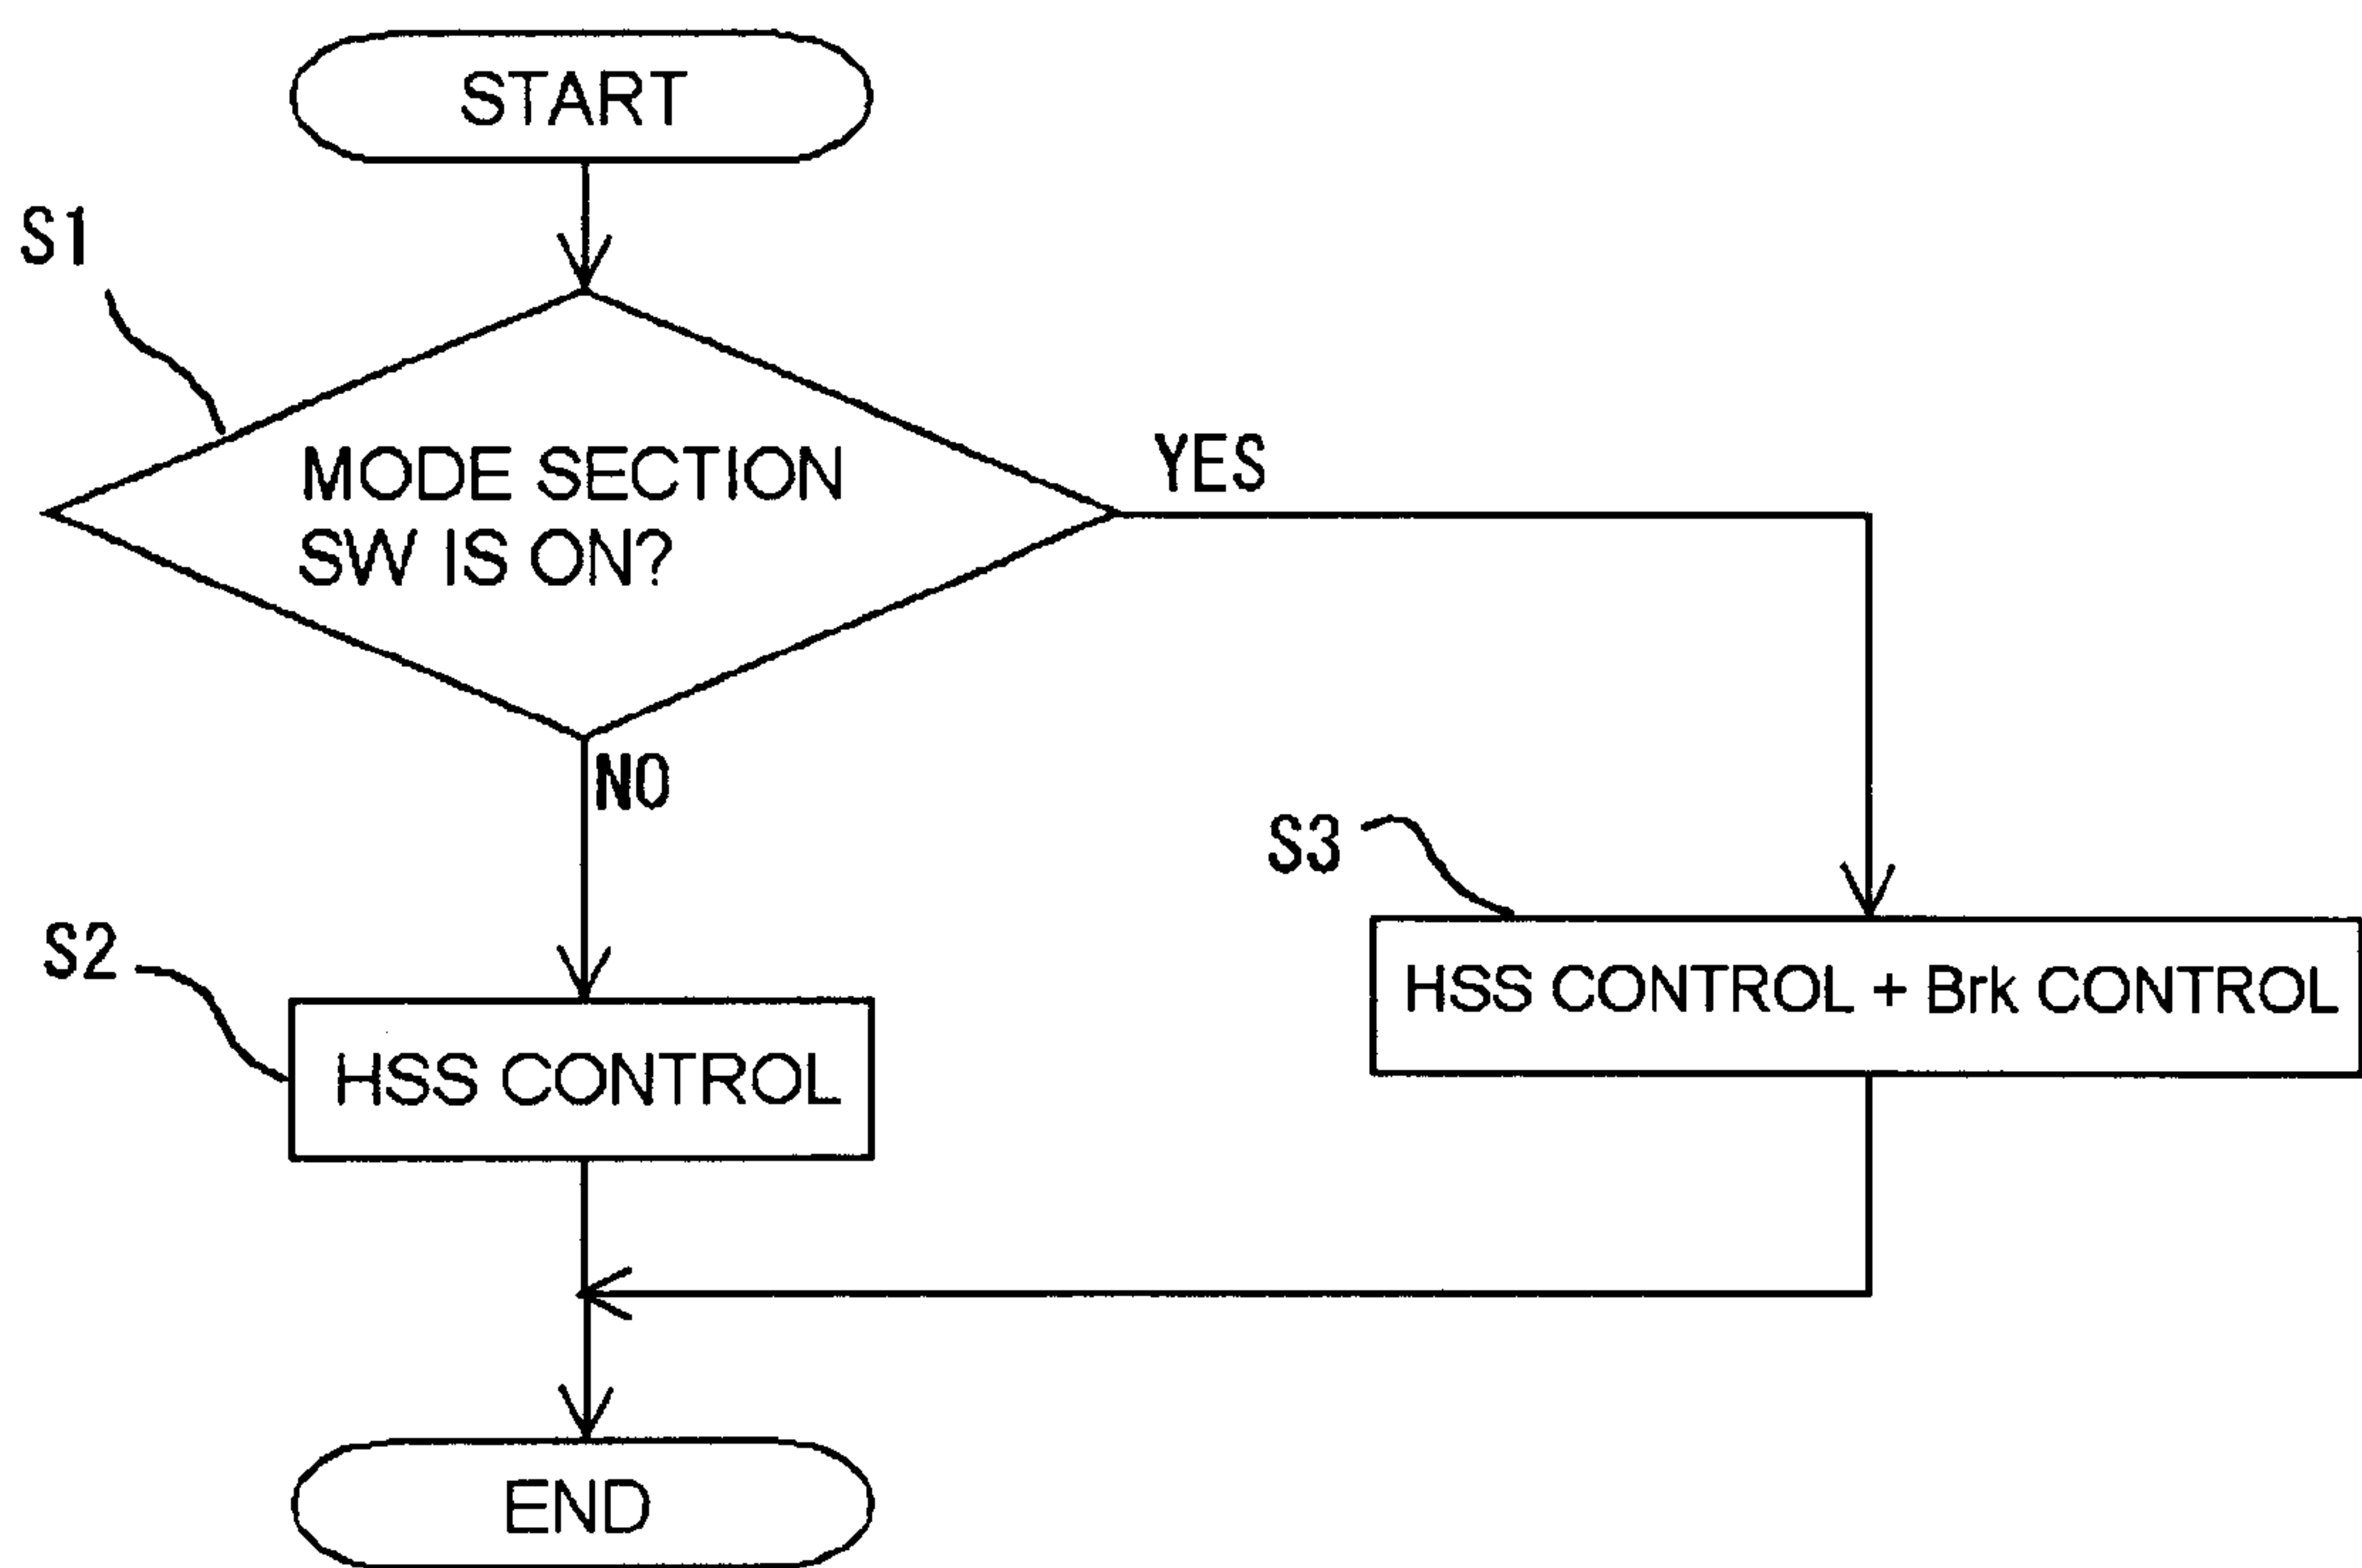 START
S1
MODE SECTION
SW IS ON?
YES
NO
S3
S2
HSS CONTROL + Brk CONTROL
HSS CONTROL
END